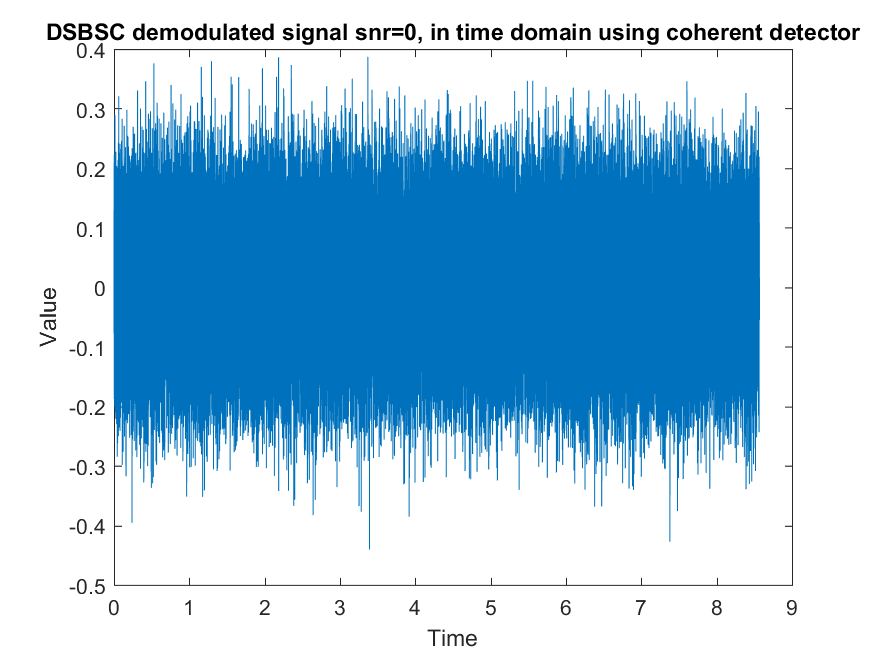 DSBSC demodulated signal snr=0, in time domain using coherent detector
0.4
0.3
0.2
0.1
0
-0.1
-0.2
-0.3
-0.4
-0.5
Value
0 1 2 3 4 5 6 7 8 9
Time